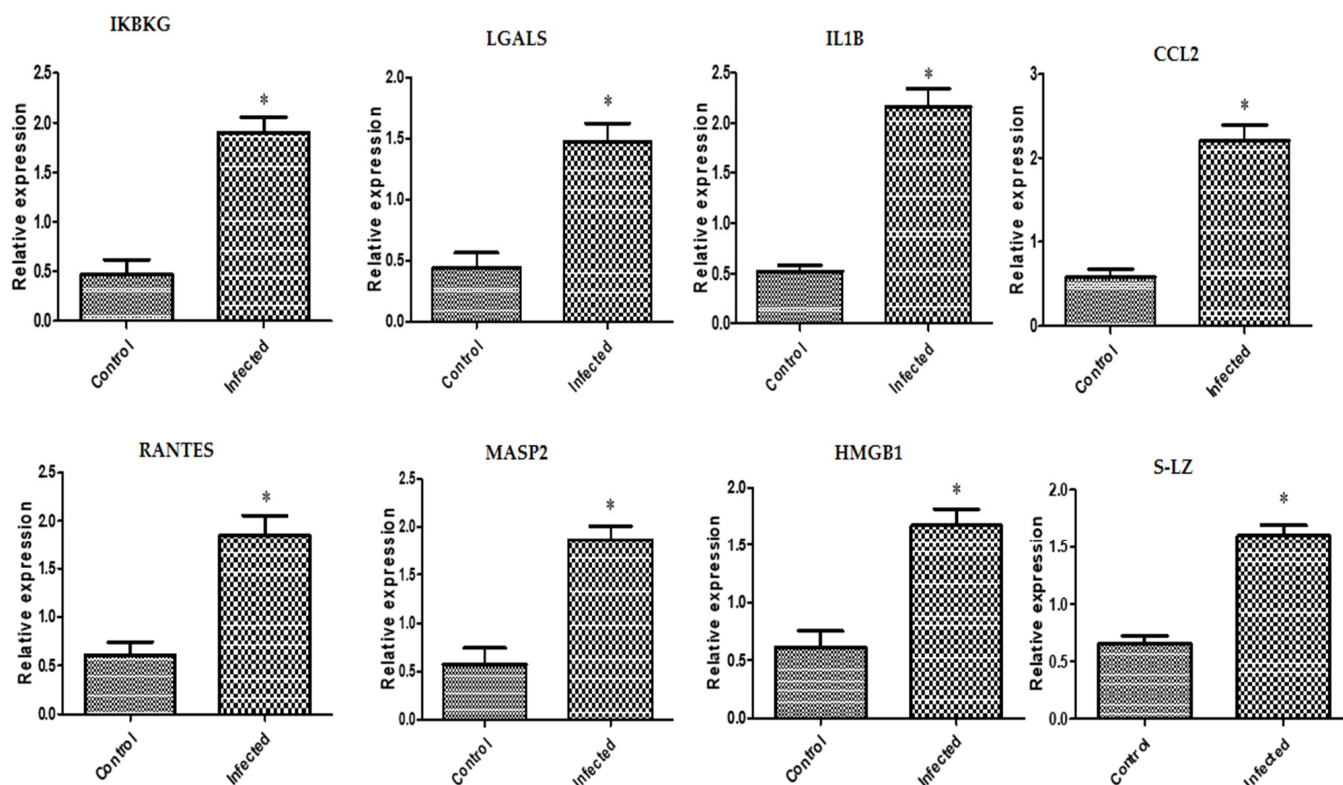 IKBKG
Relative expression
2.5
2.0
1.5
1.0
0.5
0.0
*
Control
Infected
LGALS
Relative expression
2.0
1.5
1.0
0.5
0.0
*
Control
Infected
IL1B
Relative expression
2.5
2.0
1.5
1.0
0.5
0.0
*
Control
Infected
CCL2
Relative expression
3
2
1
0
*
Control
Infected
RANTES
Relative expression
2.5
2.0
1.5
1.0
0.5
0.0
*
Control
Infected
MASP2
Relative expression
2.5
2.0
1.5
1.0
0.5
0.0
*
Control
Infected
HMGB1
Relative expression
2.0
1.5
1.0
0.5
0.0
*
Control
Infected
S-LZ
Relative expression
2.0
1.5
1.0
0.5
0.0
*
Control
Infected